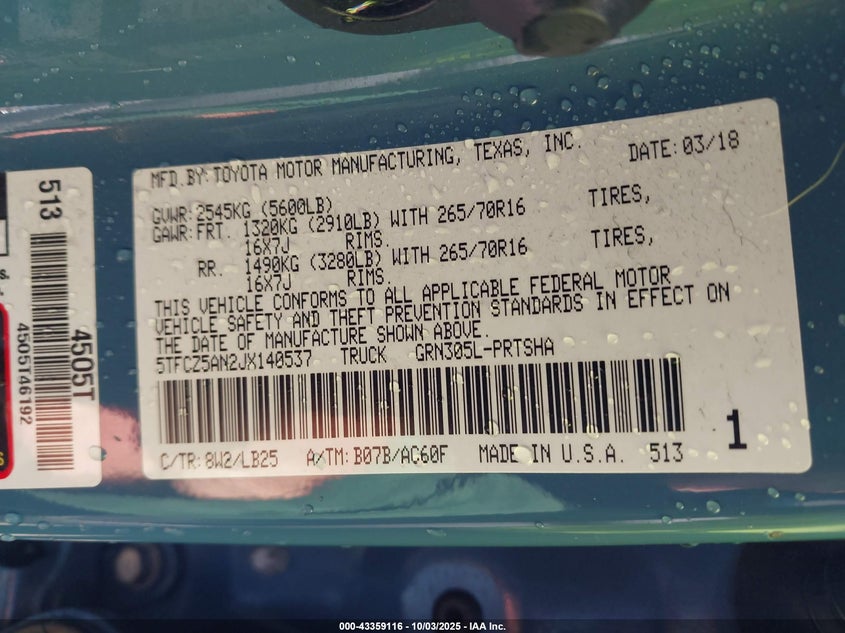 MFD.BY:TOYOTA MOTOR MANUFACTURING, TEXAS, INC. DATE:03/18
GVWR:2545KG (5600LB)
GAWR:FRT. 1320KG (2910LB) WITH 265/70R16 TIRES,
16X7J RIMS.
RR. 1490KG (3280LB) WITH 265/70R16 TIRES,
16X7J RIMS.
THIS VEHICLE CONFORMS TO ALL APPLICABLE FEDERAL MOTOR
VEHICLE SAFETY AND THEFT PREVENTION STANDARDS IN EFFECT ON
THE DATE OF MANUFACTURE SHOWN ABOVE.
5TFCZ5AN2JX140537 TRUCK GRN305L-PRTSHA
C/TR:8W2/LB25 A/TM:B07B/AC60F MADE IN U.S.A. 513
1
513
4505T
4505T46192
000-43359116 - 10/03/2025 - IAA Inc.